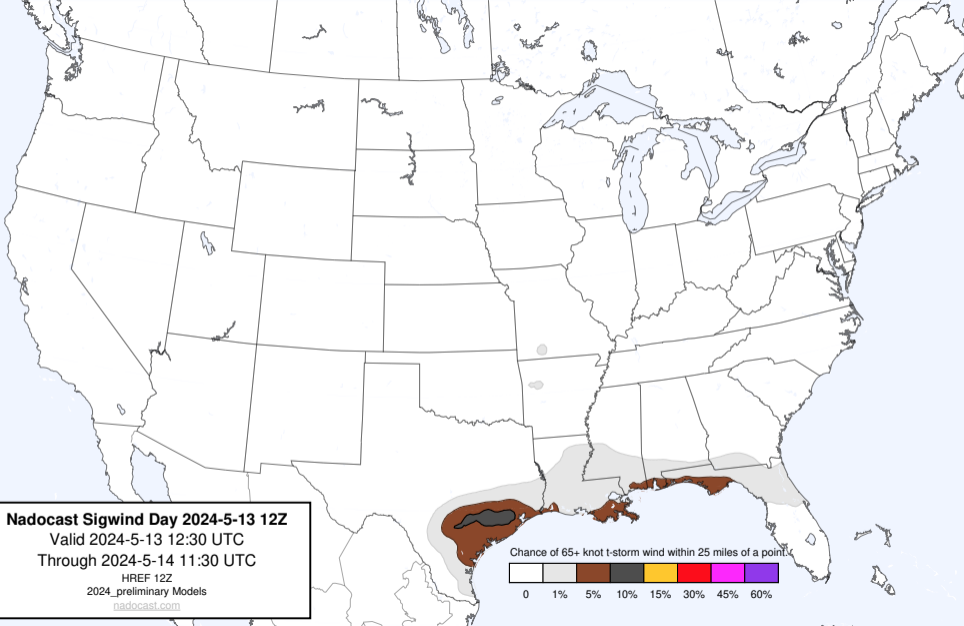 Nadocast Sigwind Day 2024-5-13 12Z
Valid 2024-5-13 12:30 UTC
Through 2024-5-14 11:30 UTC
HREF 12Z
2024_preliminary Models
nadocast.com
Chance of 65+ knot t-storm wind within 25 miles of a point.
0 1% 5% 10% 15% 30% 45% 60%